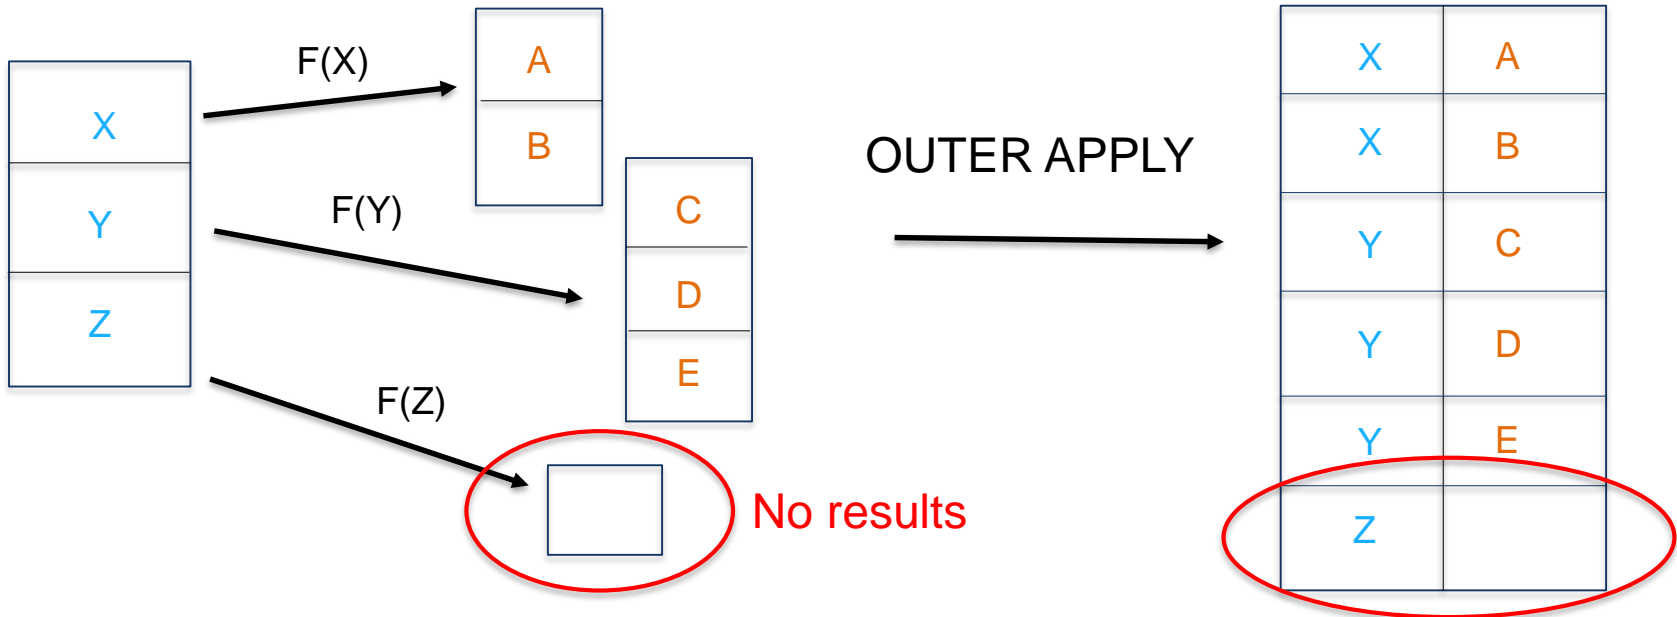 X
Y
Z
F(X)
F(Y)
F(Z)
A
B
C
D
E
No results
OUTER APPLY
X A
X B
Y C
Y D
Y E
Z